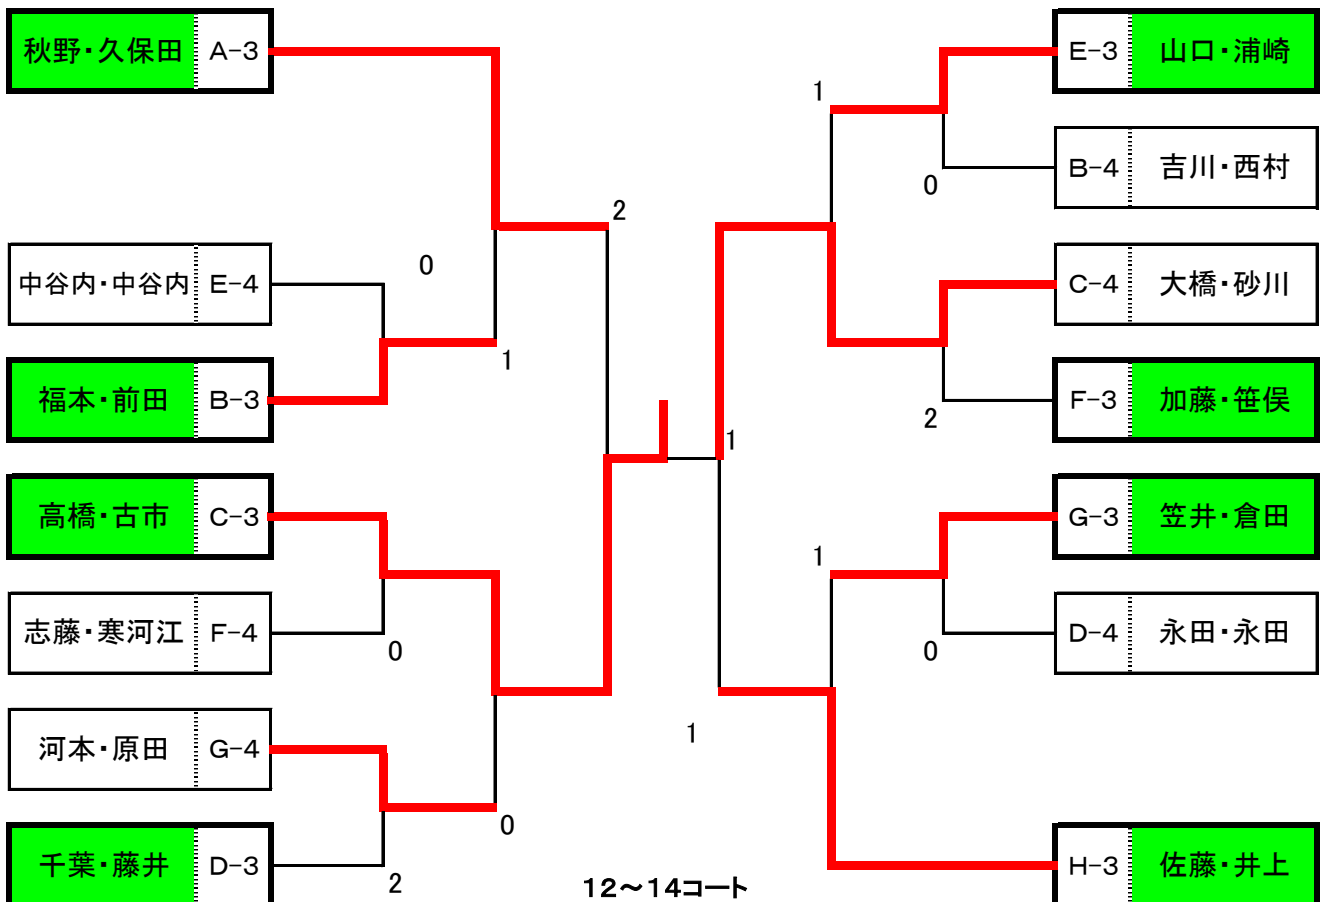 秋野・久保田 A-3
中谷内・中谷内 E-4
福本・前田 B-3
高橋・古市 C-3
志藤・寒河江 F-4
河本・原田 G-4
千葉・藤井 D-3
0
1
2
0
0
2
1
1
0
2
1
0
1
E-3 山口・浦崎
B-4 吉川・西村
C-4 大橋・砂川
F-3 加藤・笹俣
G-3 笠井・倉田
D-4 永田・永田
H-3 佐藤・井上
12～14コート